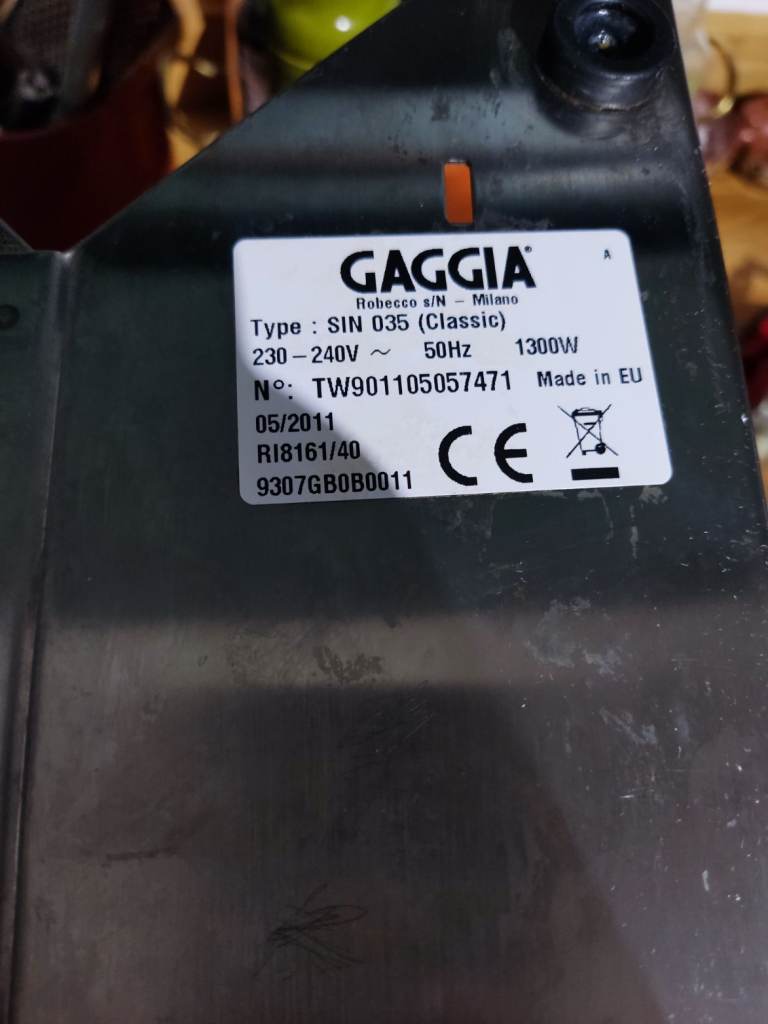 GAGGIA®
A
Robecco s/N – Milano
Type : SIN 035 (Classic)
230–240V ~ 50Hz 1300W
N°: TW901105057471 Made in EU
05/2011
RI8161/40
9307GB0B0011
CE